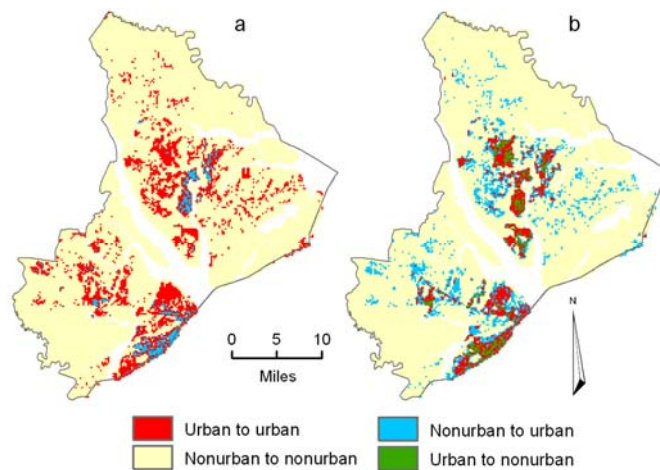 a
b
N
0 5 10
Miles
Urban to urban
Nonurban to urban
Nonurban to nonurban
Urban to nonurban